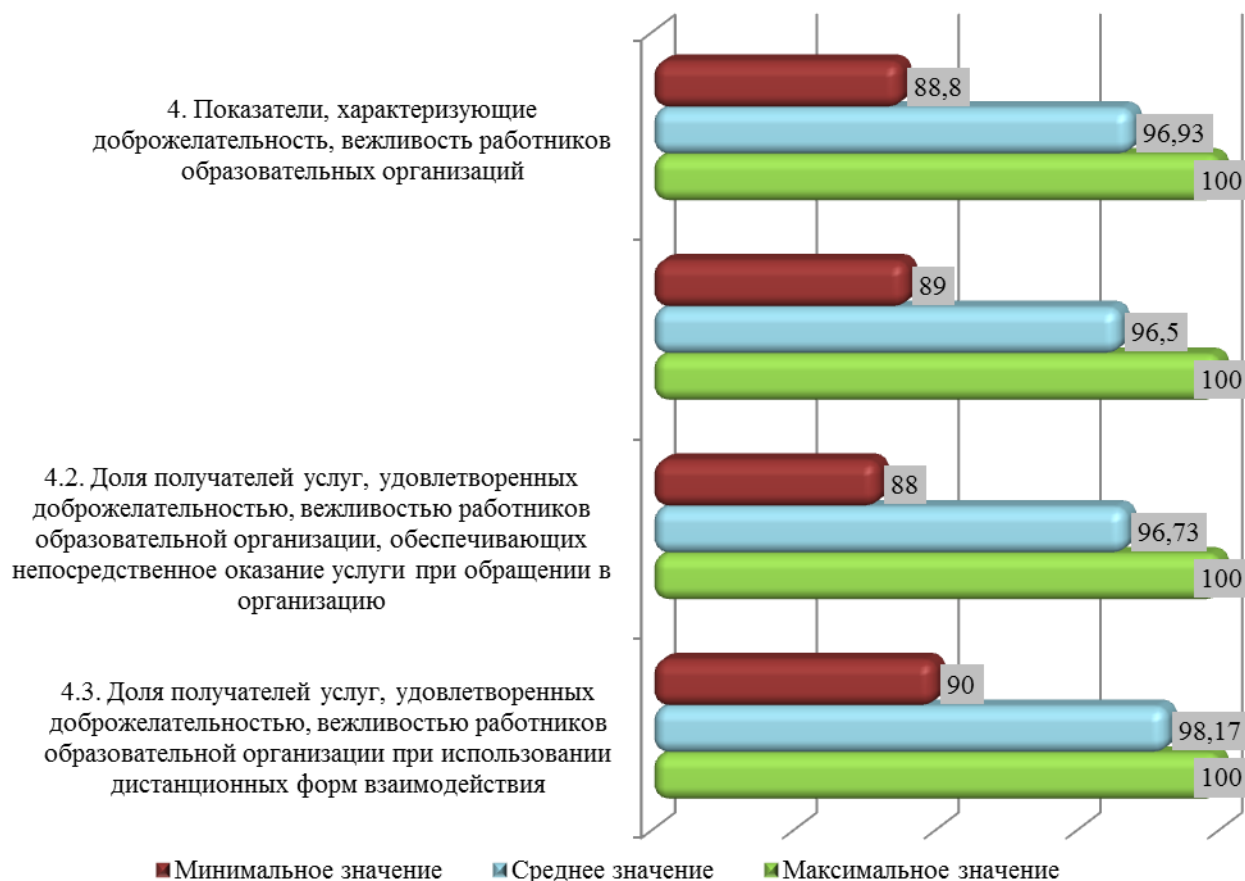 4. Показатели, характеризующие
доброжелательность, вежливость работников
образовательных организаций
88,8
96,93
100
89
96,5
100
4.2. Доля получателей услуг, удовлетворенных
доброжелательностью, вежливостью работников
образовательной организации, обеспечивающих
непосредственное оказание услуги при обращении в
организацию
88
96,73
100
4.3. Доля получателей услуг, удовлетворенных
доброжелательностью, вежливостью работников
образовательной организации при использовании
дистанционных форм взаимодействия
90
98,17
100
Минимальное значение Среднее значение Максимальное значение